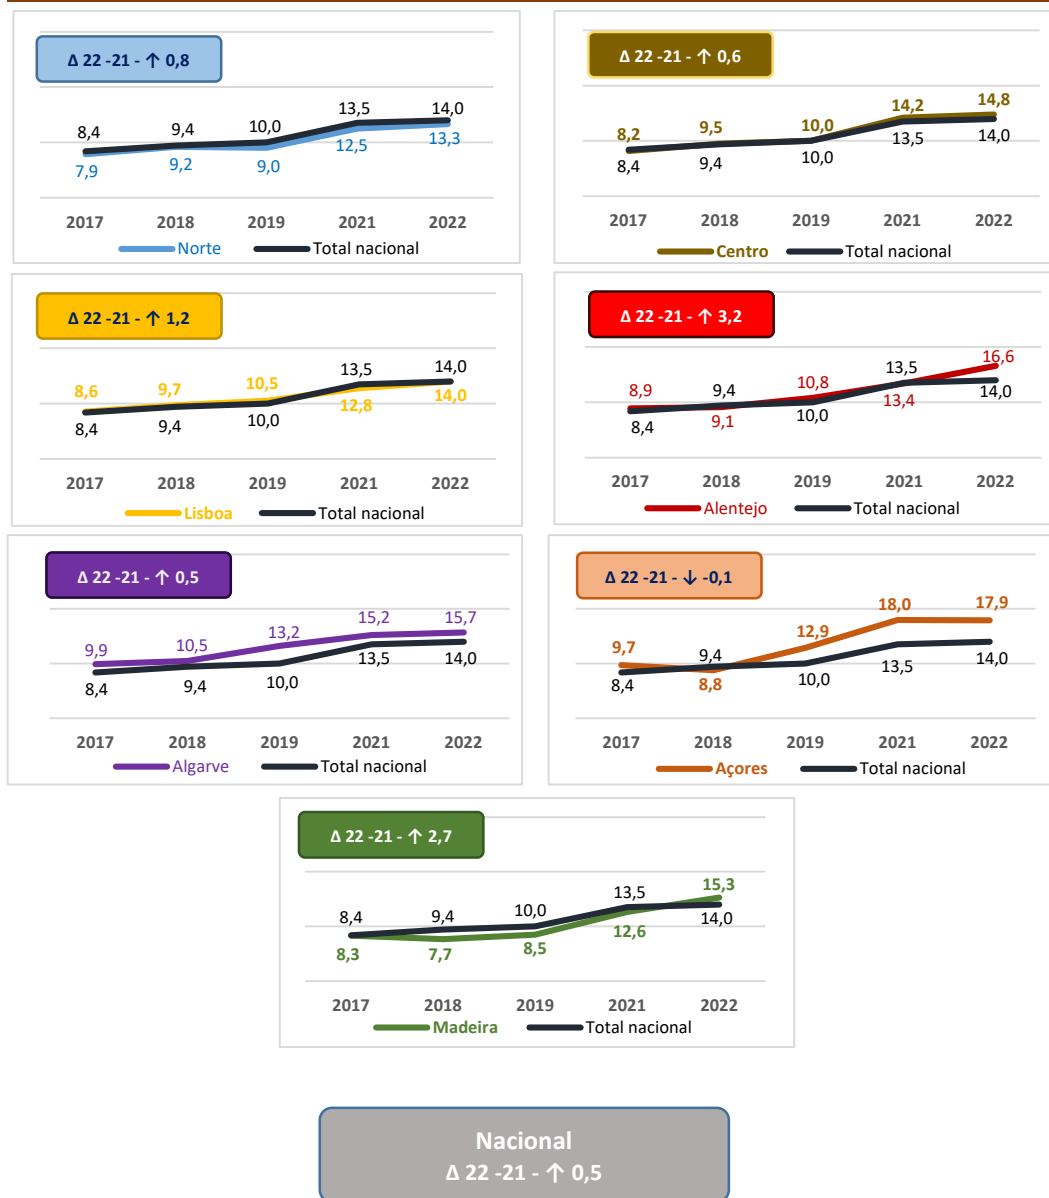 Δ 22 -21 - ↑ 0,8
8,4 9,4 10,0 13,5 14,0
7,9 9,2 9,0 12,5 13,3
2017 2018 2019 2021 2022
Norte Total nacional
Δ 22 -21 - ↑ 0,6
8,2 9,5 10,0 14,2 14,8
8,4 9,4 10,0 13,5 14,0
2017 2018 2019 2021 2022
Centro Total nacional
Δ 22 -21 - ↑ 1,2
8,6 9,7 10,5 13,5 14,0
8,4 9,4 10,0 12,8 14,0
2017 2018 2019 2021 2022
Lisboa Total nacional
Δ 22 -21 - ↑ 3,2
8,9 9,4 10,8 13,5 16,6
8,4 9,1 10,0 13,4 14,0
2017 2018 2019 2021 2022
Alentejo Total nacional
Δ 22 -21 - ↑ 0,5
9,9 10,5 13,2 15,2 15,7
8,4 9,4 10,0 13,5 14,0
2017 2018 2019 2021 2022
Algarve Total nacional
Δ 22 -21 - ↓ -0,1
9,7 9,4 12,9 18,0 17,9
8,4 8,8 10,0 13,5 14,0
2017 2018 2019 2021 2022
Açores Total nacional
Δ 22 -21 - ↑ 2,7
8,4 9,4 10,0 13,5 15,3
8,3 7,7 8,5 12,6 14,0
2017 2018 2019 2021 2022
Madeira Total nacional
Nacional
Δ 22 -21 - ↑ 0,5